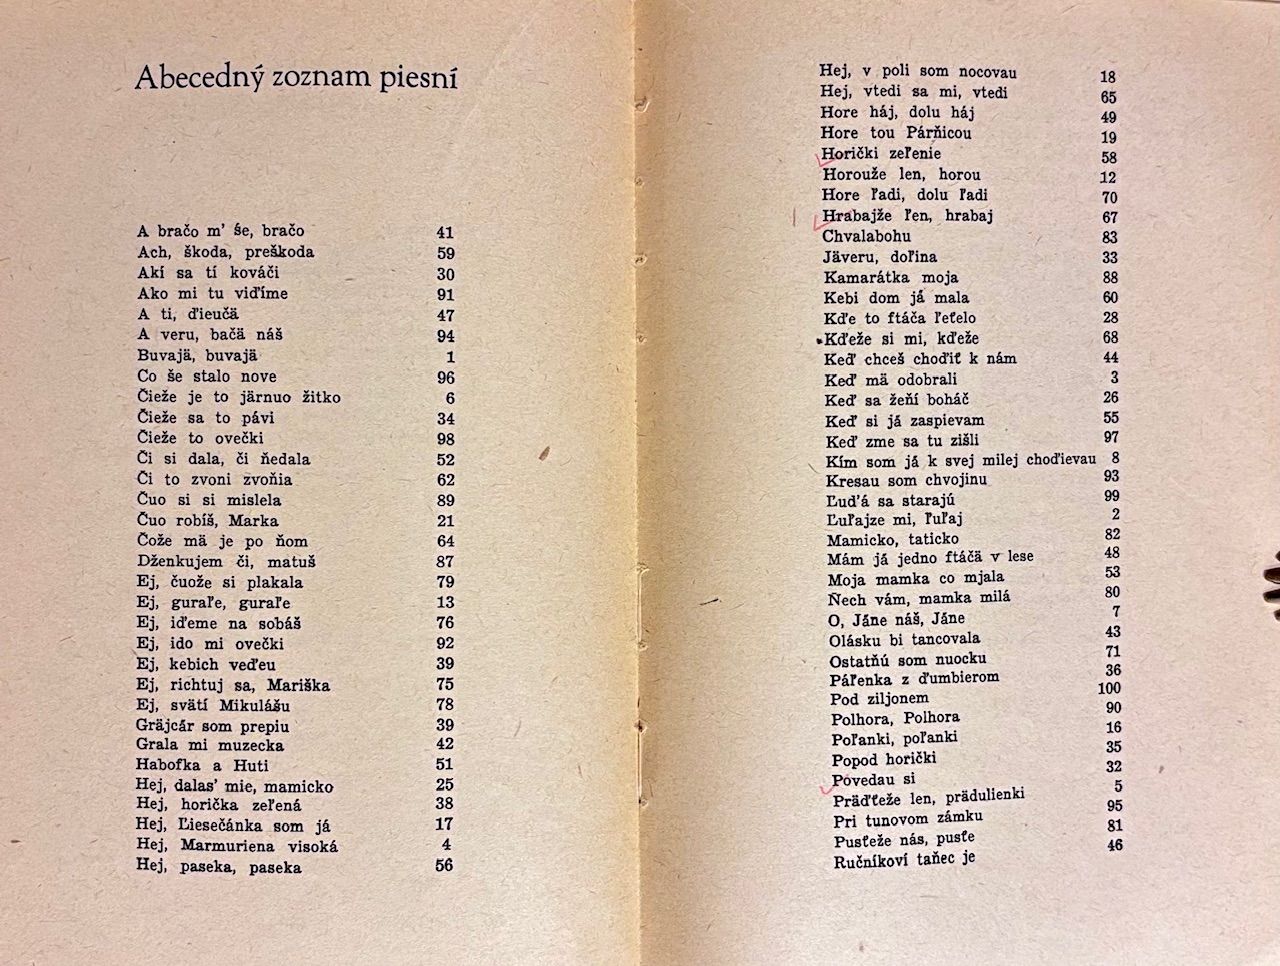 Abecedný zoznam piesní
A bračo m' še, bračo 41
Ach, škoda, preškoda 59
Akí sa tí kováči 30
Ako mi tu viďíme 91
A ti, ďieučä 47
A veru, bačä náš 94
Buvajä, buvajä 1
Co še stalo nove 96
Čieže je to järnuo žitko 6
Čieže sa to pávi 34
Čieže to ovečki 98
Či si dala, či ňedala 52
Či to zvoni zvoňia 62
Čuo si si mislela 89
Čuo robíš, Marka 21
Čože mä je po ňom 64
Dženkujem či, matuš 87
Ej, čuože si plakala 79
Ej, guraľe, guraľe 13
Ej, iďeme na sobáš 76
Ej, ido mi ovečki 92
Ej, kebich veďeu 39
Ej, richtuj sa, Mariška 75
Ej, svätí Mikulášu 78
Gräjcár som prepiu 39
Grala mi muzecka 42
Habofka a Huti 51
Hej, dalas' mie, mamicko 25
Hej, horička zeľená 38
Hej, Ľiesečánka som já 17
Hej, Marmuriena visoká 4
Hej, paseka, paseka 56
Hej, v poli som nocovau 18
Hej, vtedi sa mi, vtedi 65
Hore háj, dolu háj 49
Hore tou Párňicou 19
Horički zeľenie 58
Horouže len, horou 12
Hore ľadi, dolu ľadi 70
Hrabajže ľen, hrabaj 67
Chvalabohu 83
Jäveru, doľina 33
Kamarátka moja 88
Kebi dom já mala 60
Kďe to ftáča ľeťelo 28
Kďeže si mi, kďeže 68
Keď chceš choďiť k nám 44
Keď mä odobrali 3
Keď sa žeňí boháč 26
Keď si já zaspievam 55
Keď zme sa tu zišli 97
Kím som já k svej milej choďievau 8
Kresau som chvojinu 93
Ľuďá sa starajú 99
Ľuľajze mi, ľuľaj 2
Mamicko, taticko 82
Mám já jedno ftáčä v lese 48
Moja mamka co mjala 53
Ňech vám, mamka milá 80
O, Jáne náš, Jáne 7
Olásku bi tancovala 43
Ostatňú som nuocku 71
Páľenka z ďumbierom 36
Pod ziljonem 100
Polhora, Polhora 90
Poľanki, poľanki 16
Popod horički 35
Povedau si 32
Präďťeže len, prädulienki 5
Pri tunovom zámku 95
Pusťeže nás, pusťe 81
Ručníkoví taňec je 46